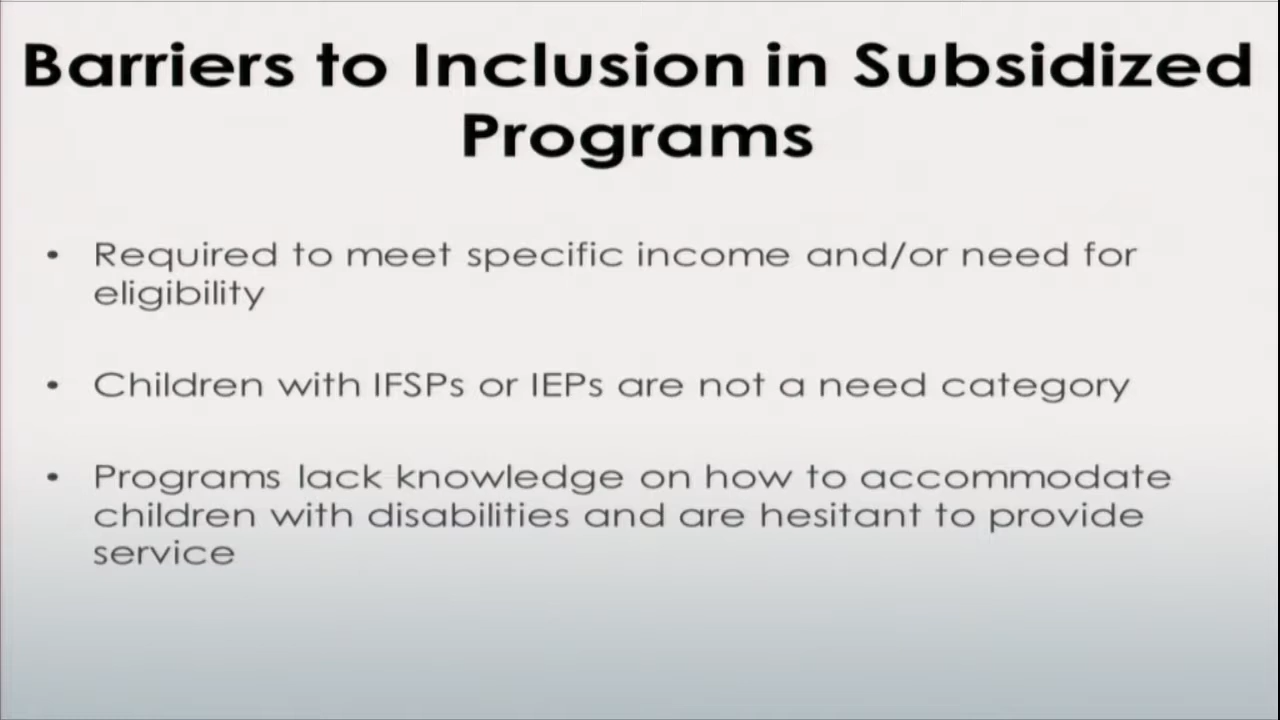 Barriers to Inclusion in Subsidized
Programs
• Required to meet specific income and/or need for
eligibility
• Children with IFSPs or IEPs are not a need category
• Programs lack knowledge on how to accommodate
children with disabilities and are hesitant to provide
service